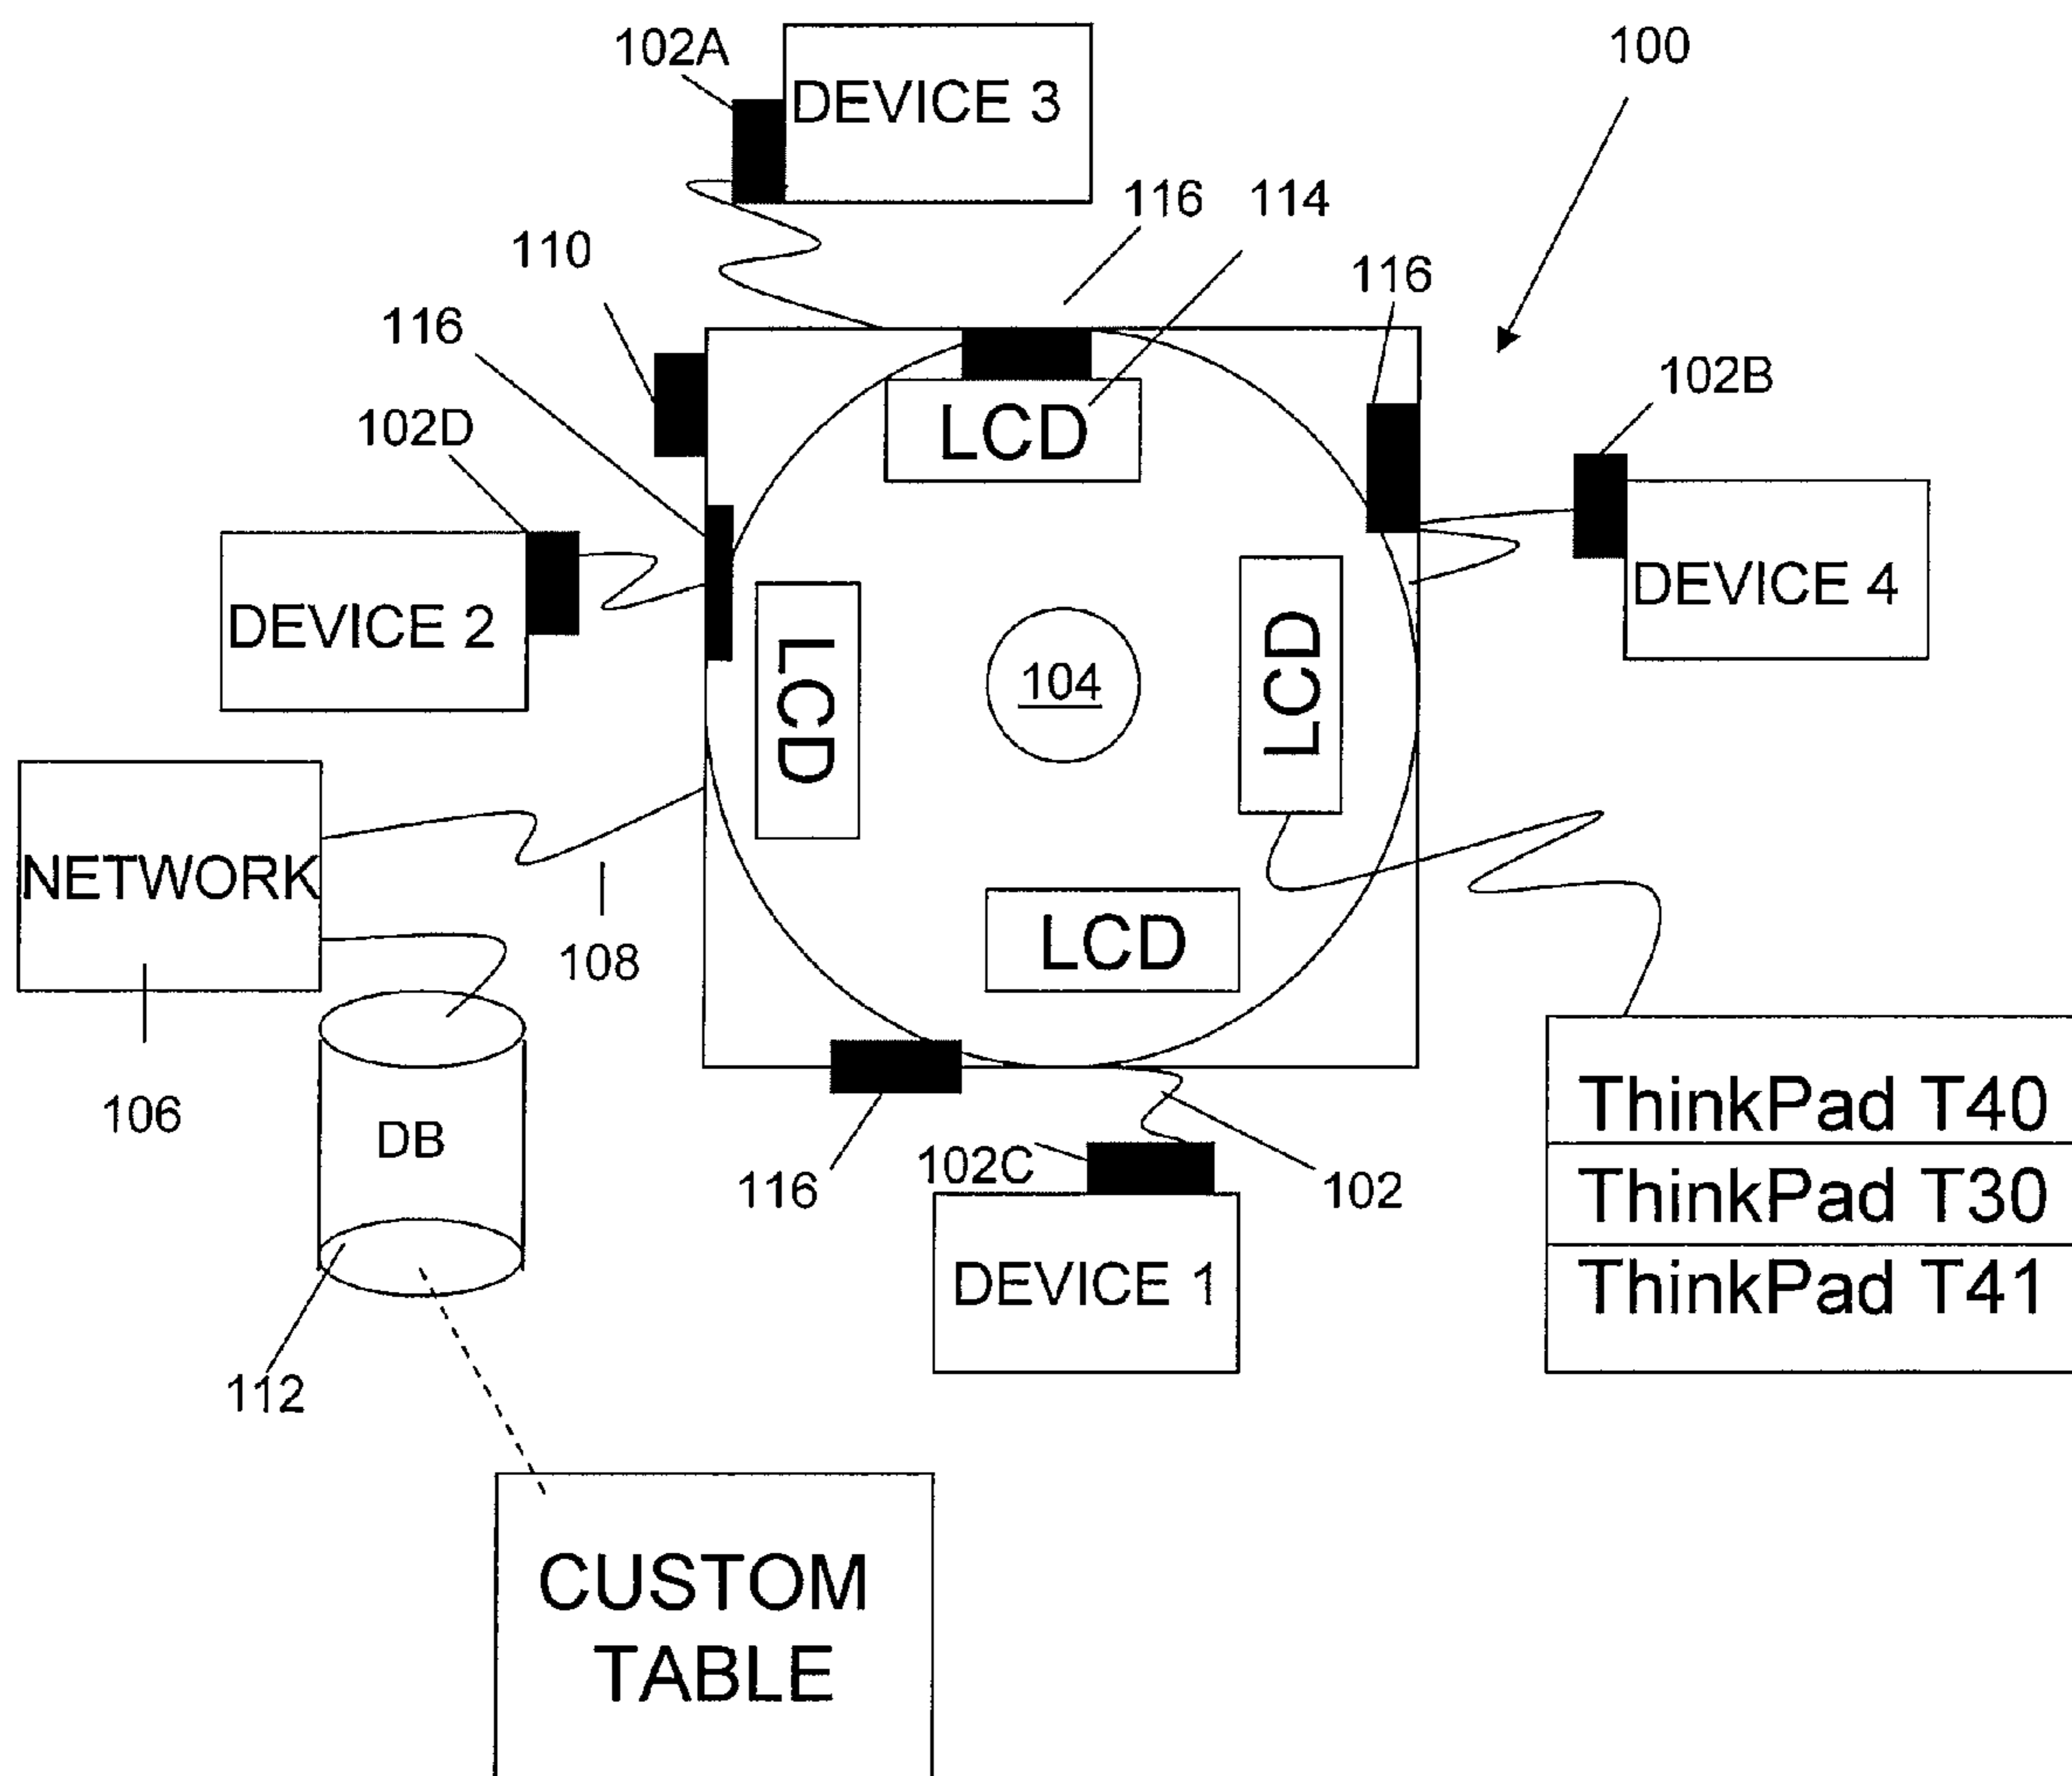 102A
DEVICE 3
100
116
114
110
116
116
102B
102D
LCD
DEVICE 4
DEVICE 2
LCD
104
LCD
NETWORK
108
LCD
106
DB
ThinkPad T40
116
102C
102
ThinkPad T30
DEVICE 1
ThinkPad T41
112
CUSTOM
TABLE